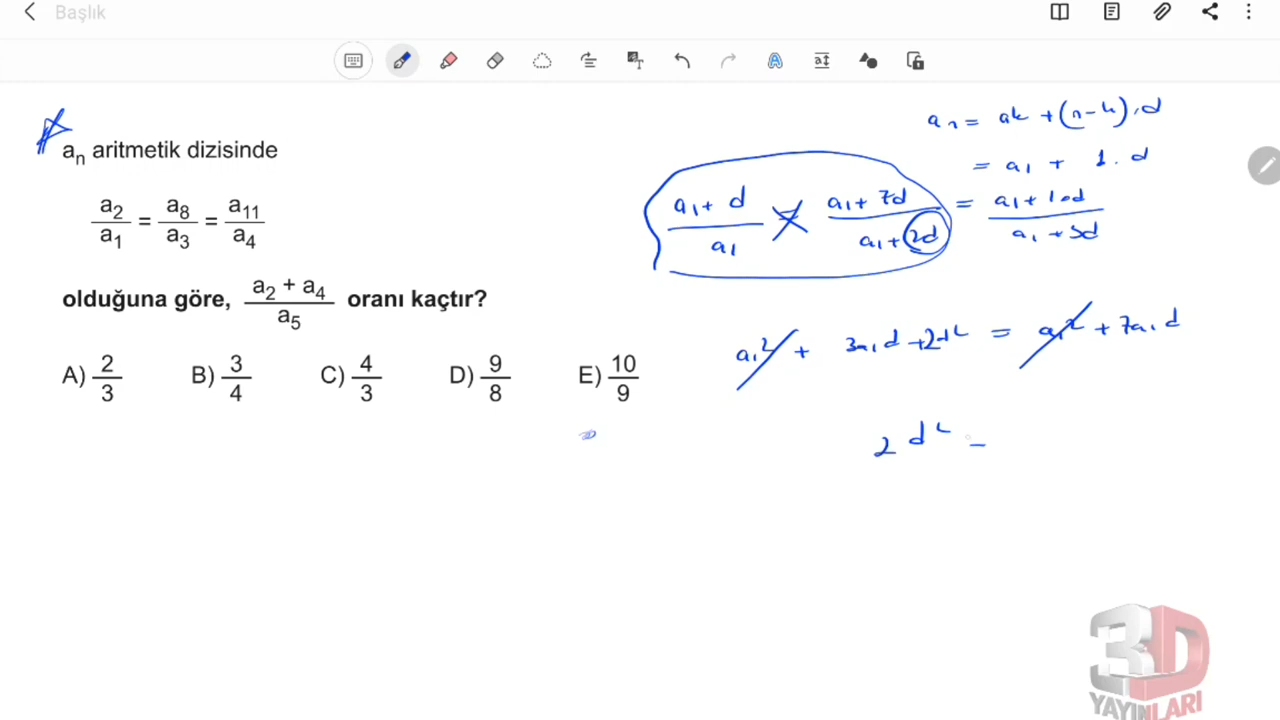 Başlık
aₙ aritmetik dizisinde
a₂/a₁ = a₈/a₃ = a₁₁/a₄
olduğuna göre, (a₂ + a₄)/a₅ oranı kaçtır?
A) 2/3 B) 3/4 C) 4/3 D) 9/8 E) 10/9
aₙ = ak + (n-k).d
= a₁ + 1.d
(a₁+d)/a₁ = (a₁+7d)/(a₁+2d) = (a₁+10d)/(a₁+3d)
a₁² + 3a₁d + 2d² = a₁² + 7a₁d
2d² =
3D
YAYINLARI